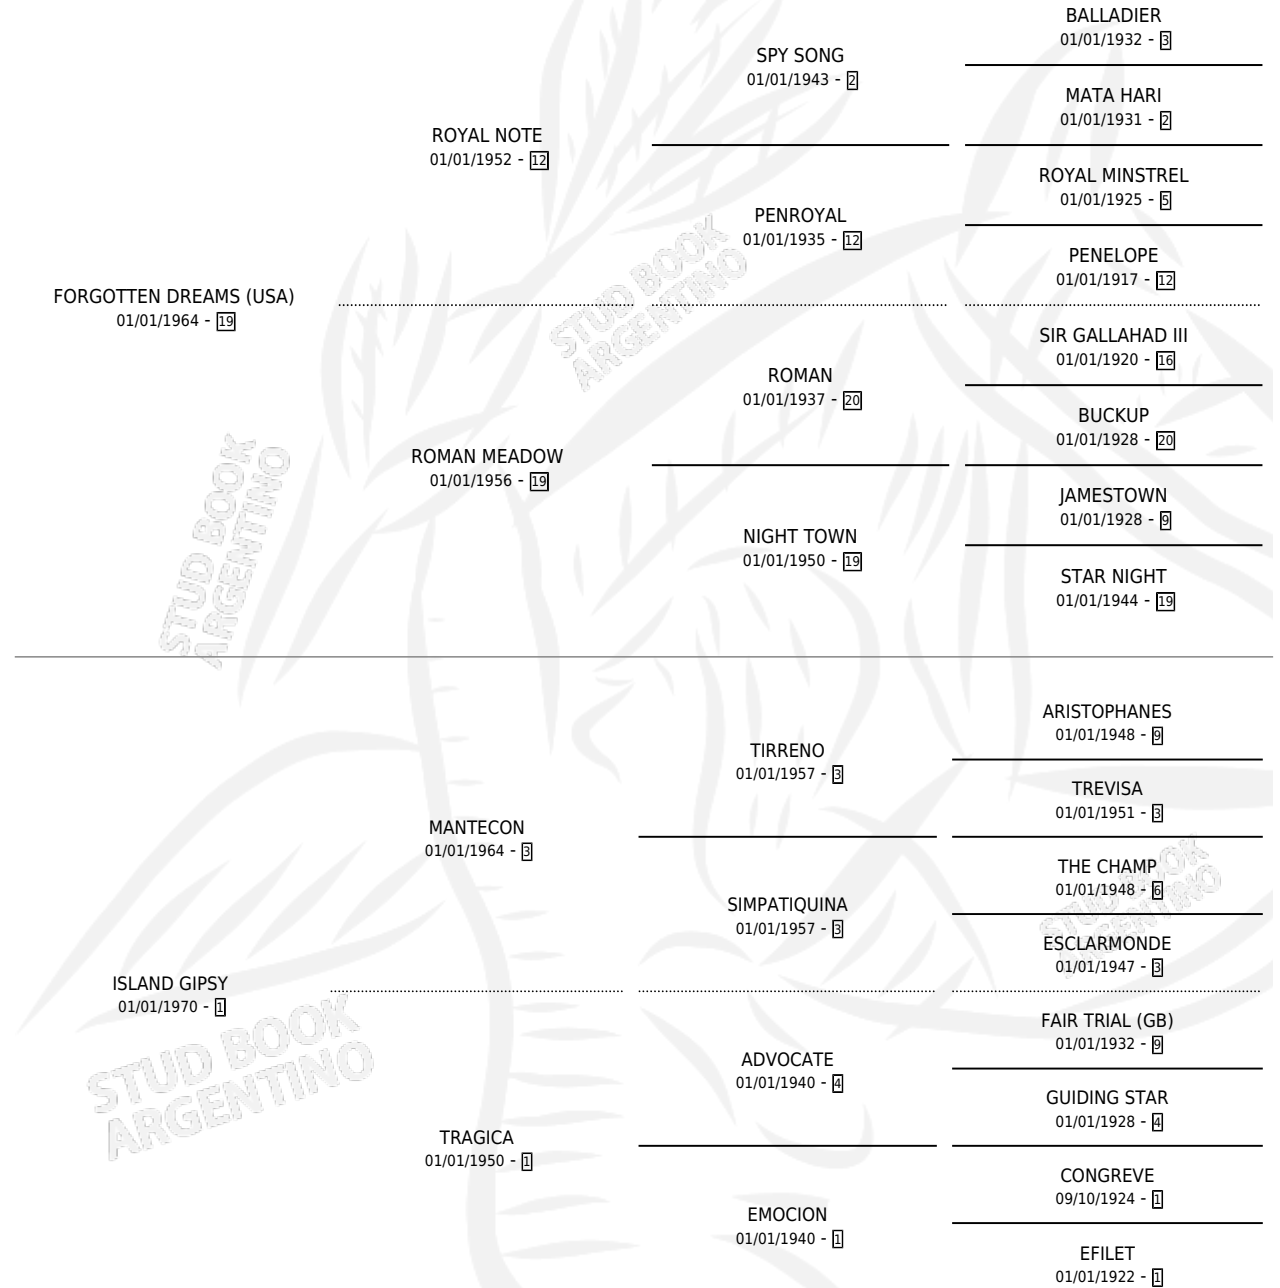 BALLADIER
01/01/1932 - 3
SPY SONG
01/01/1943 - 2
MATA HARI
01/01/1931 - 2
ROYAL NOTE
01/01/1952 - 12
ROYAL MINSTREL
01/01/1925 - 5
PENROYAL
01/01/1935 - 12
PENELOPE
01/01/1917 - 12
FORGOTTEN DREAMS (USA)
01/01/1964 - 19
SIR GALLAHAD III
01/01/1920 - 16
ROMAN
01/01/1937 - 20
BUCKUP
01/01/1928 - 20
ROMAN MEADOW
01/01/1956 - 19
JAMESTOWN
01/01/1928 - 9
NIGHT TOWN
01/01/1950 - 19
STAR NIGHT
01/01/1944 - 19
STUD BOOK
ARGENTINO
STUD BOOK
ARGENTINO
ARISTOPHANES
01/01/1948 - 9
TIRRENO
01/01/1957 - 3
TREVISA
01/01/1951 - 3
MANTECON
01/01/1964 - 3
THE CHAMP
01/01/1948 - 6
SIMPATIQUINA
01/01/1957 - 3
ESCLARMONDE
01/01/1947 - 3
ISLAND GIPSY
01/01/1970 - 1
FAIR TRIAL (GB)
01/01/1932 - 9
ADVOCATE
01/01/1940 - 4
GUIDING STAR
01/01/1928 - 4
TRAGICA
01/01/1950 - 1
CONGREVE
09/10/1924 - 1
EMOCION
01/01/1940 - 1
EFILET
01/01/1922 - 1
STUD BOOK
ARGENTINO
STUD BOOK
ARGENTINO